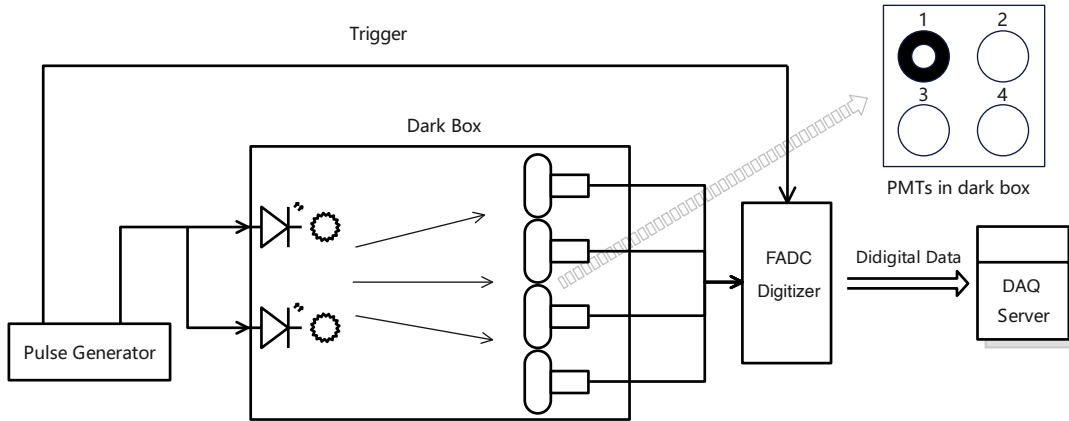 Trigger
1 2
3 4
PMTs in dark box
Dark Box
FADC
Digitizer
Didigital Data
DAQ
Server
Pulse Generator